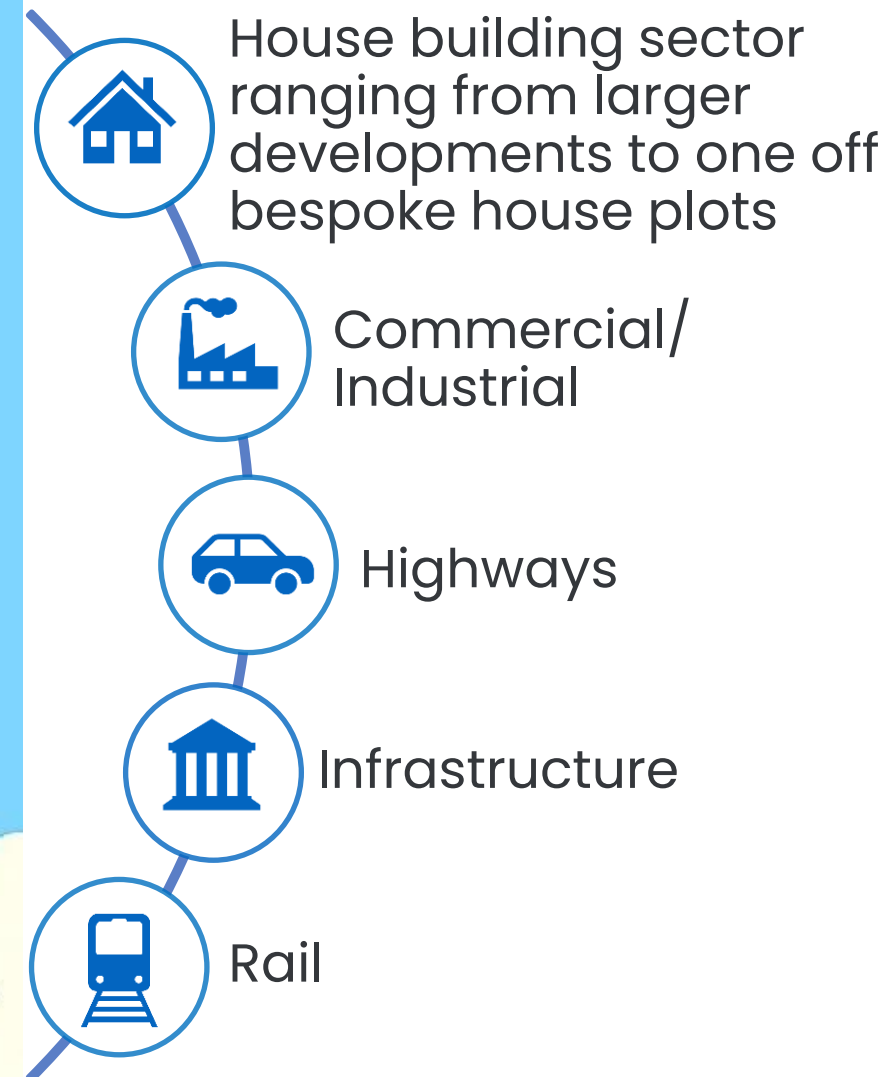 House building sector
ranging from larger
developments to one off
bespoke house plots
Commercial/
Industrial
Highways
Infrastructure
Rail